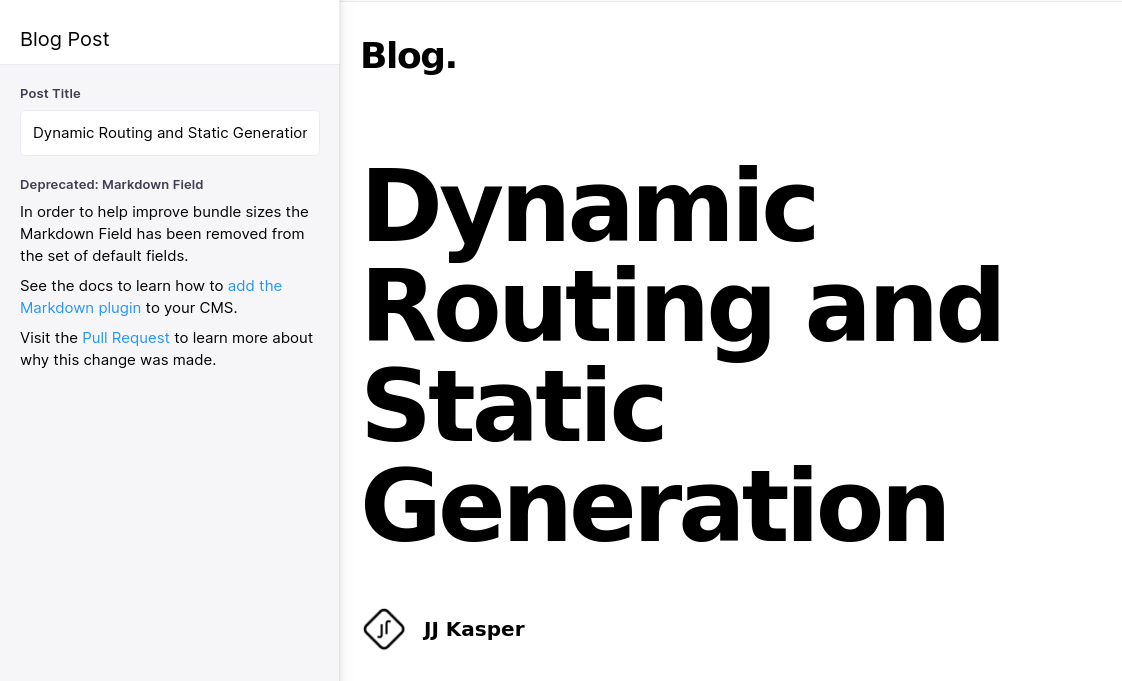 Blog Post
Post Title
Dynamic Routing and Static Generation
Deprecated: Markdown Field
In order to help improve bundle sizes the
Markdown Field has been removed from
the set of default fields.
See the docs to learn how to add the
Markdown plugin to your CMS.
Visit the Pull Request to learn more about
why this change was made.
Blog.
Dynamic
Routing and
Static
Generation
JJ Kasper